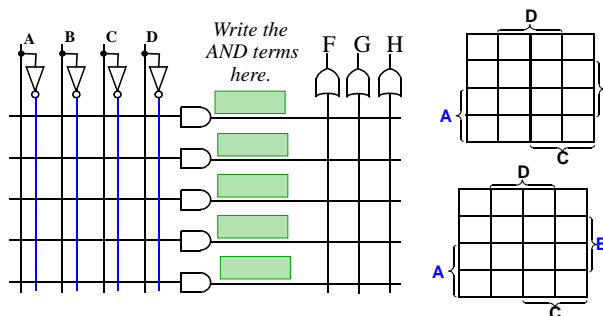 A B C D
Write the
AND terms
here.
F G H
D
A
C
D
B
A
C